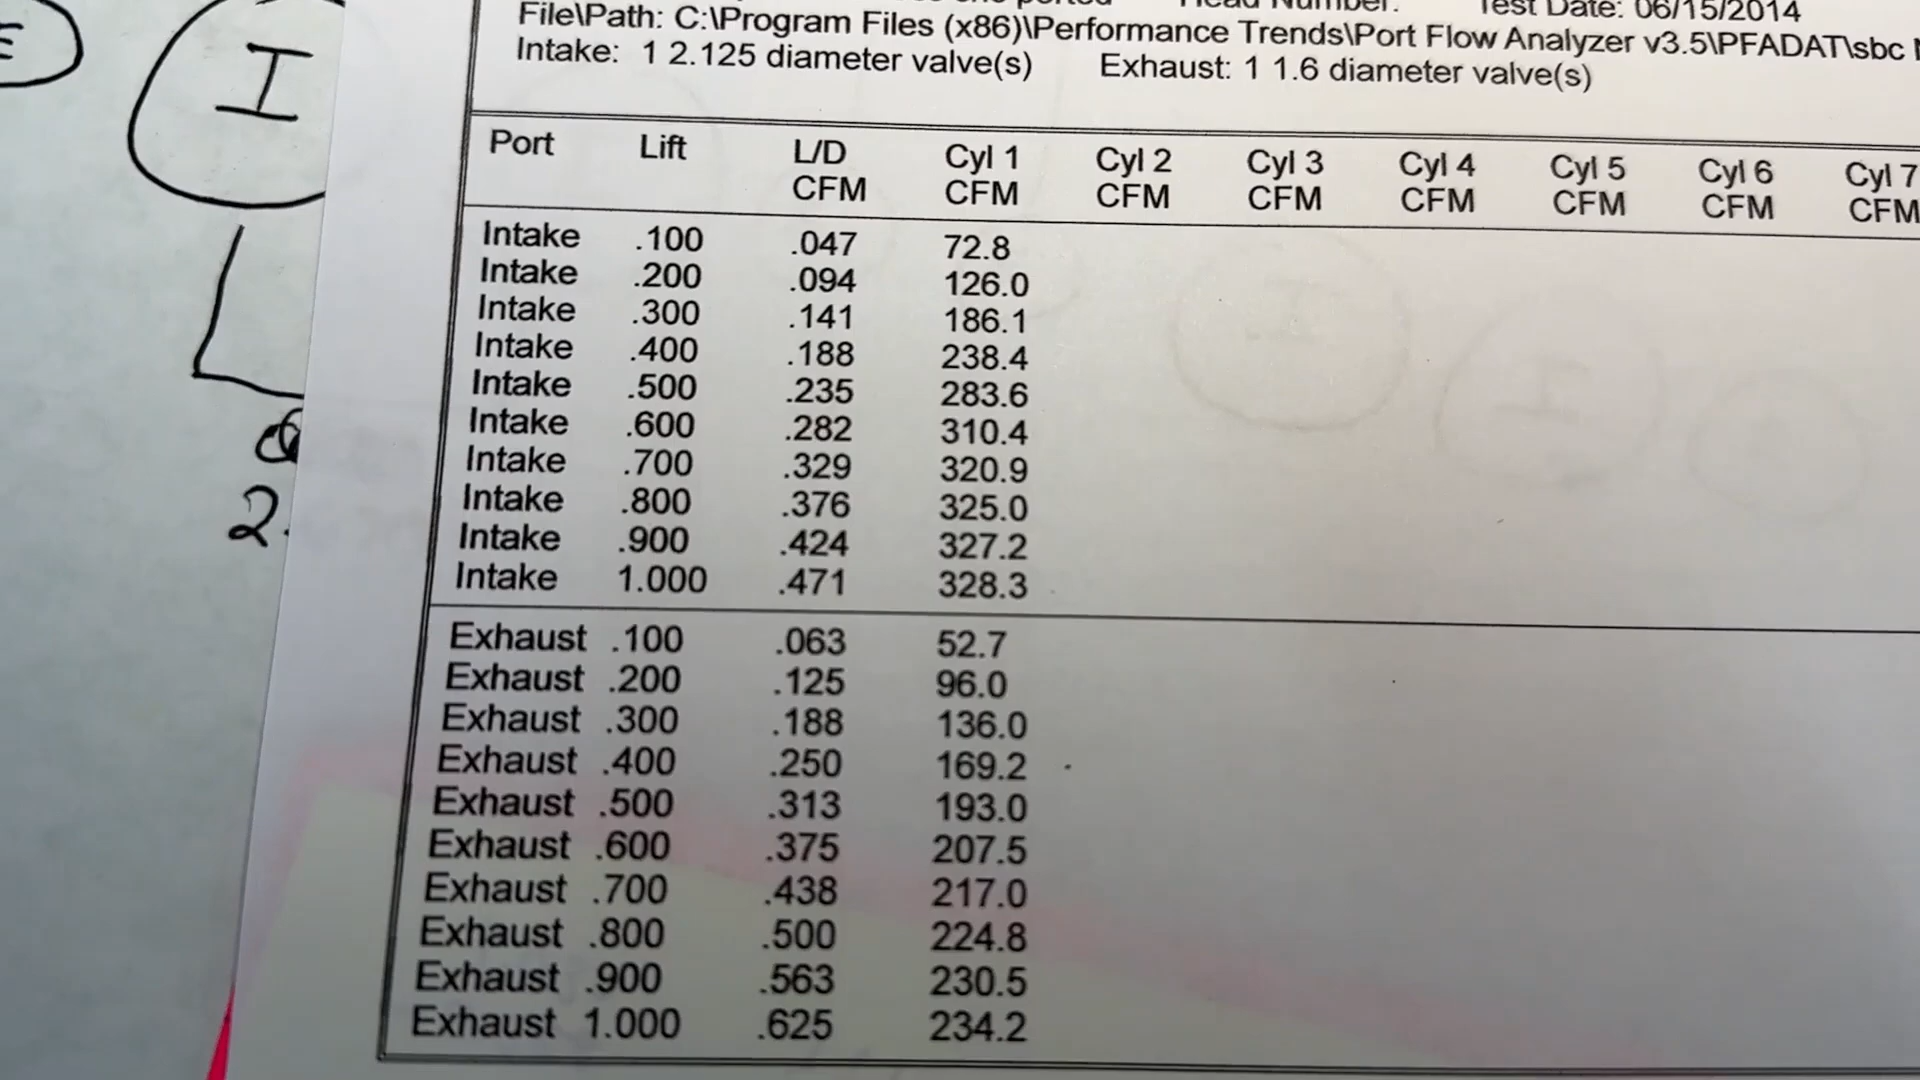 ported Head Number: Test Date: 06/15/2014
File\Path: C:\Program Files (x86)\Performance Trends\Port Flow Analyzer v3.5\PFADAT\sbc
Intake: 1 2.125 diameter valve(s) Exhaust: 1 1.6 diameter valve(s)
E
I
Port Lift L/D CFM Cyl 1 CFM Cyl 2 CFM Cyl 3 CFM Cyl 4 CFM Cyl 5 CFM Cyl 6 CFM Cyl 7 CFM
Intake .100 .047 72.8
Intake .200 .094 126.0
Intake .300 .141 186.1
Intake .400 .188 238.4
Intake .500 .235 283.6
Intake .600 .282 310.4
Intake .700 .329 320.9
Intake .800 .376 325.0
Intake .900 .424 327.2
Intake 1.000 .471 328.3
2.
Exhaust .100 .063 52.7
Exhaust .200 .125 96.0
Exhaust .300 .188 136.0
Exhaust .400 .250 169.2
Exhaust .500 .313 193.0
Exhaust .600 .375 207.5
Exhaust .700 .438 217.0
Exhaust .800 .500 224.8
Exhaust .900 .563 230.5
Exhaust 1.000 .625 234.2